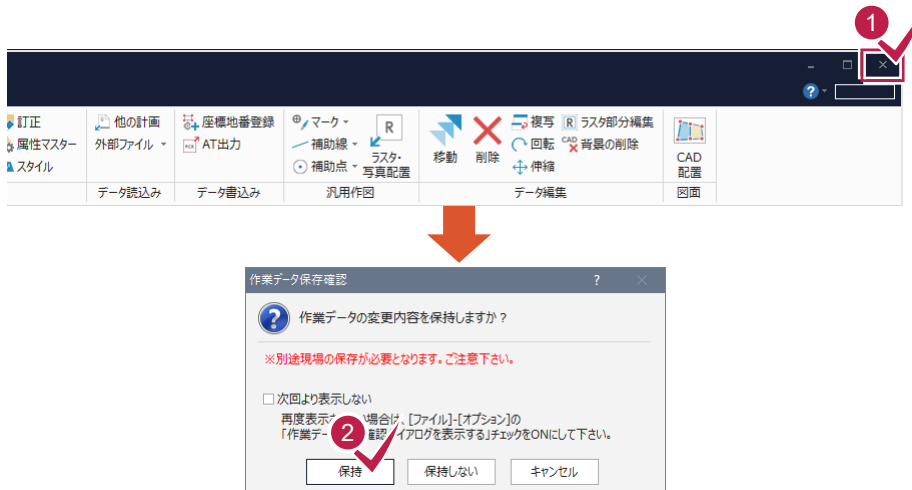 1
訂正
属性マスター
スタイル
他の計画
外部ファイル
データ読込み
座標地番登録
AT出力
データ書込み
マーク
補助線
補助点
R
ラスタ・
写真配置
汎用作図
移動
削除
複写
回転
伸縮
R ラスタ部分編集
CAD 背景の削除
データ編集
CAD
配置
図面
作業データ保存確認 ?
作業データの変更内容を保持しますか？
※別途現場の保存が必要となります。ご注意下さい。
次回より表示しない
再度表示 い場合は、[ファイル]-[オプション]の
「作業デー 確認 イアログを表示する」チェックをONにして下さい。
2
保持 保持しない キャンセル